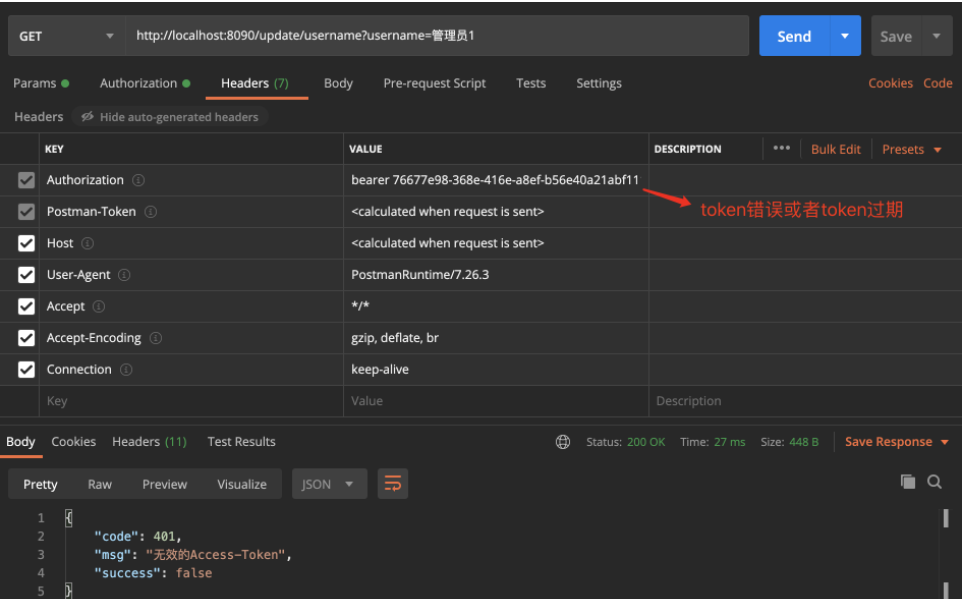 GET http://localhost:8090/update/username?username=管理员1 Send Save
Params Authorization Headers (7) Body Pre-request Script Tests Settings Cookies Code
Headers Hide auto-generated headers
KEY VALUE DESCRIPTION ••• Bulk Edit Presets
Authorization bearer 76677e98-368e-416e-a8ef-b56e40a21abf11
token错误或者token过期
Postman-Token <calculated when request is sent>
Host <calculated when request is sent>
User-Agent PostmanRuntime/7.26.3
Accept */*
Accept-Encoding gzip, deflate, br
Connection keep-alive
Key Value Description
Body Cookies Headers (11) Test Results Status: 200 OK Time: 27 ms Size: 448 B Save Response
Pretty Raw Preview Visualize JSON
1 {
2 "code": 401,
3 "msg": "无效的Access-Token",
4 "success": false
5 }